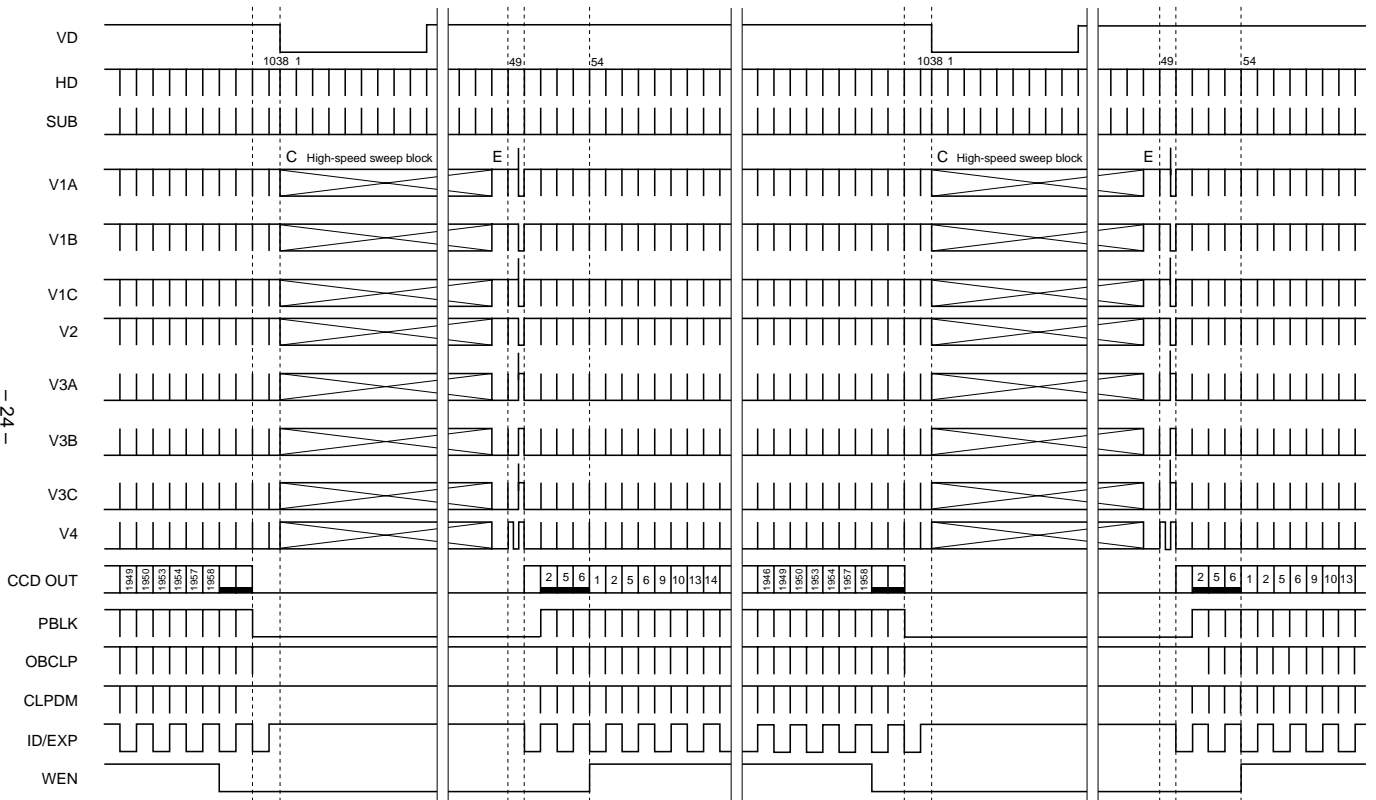 VD
1038 1
49
54
1038 1
49
54
HD
SUB
C High-speed sweep block
E
C High-speed sweep block
E
V1A
V1B
V1C
V2
V3A
– 24 –
V3B
V3C
V4
CCD OUT
1949 1950 1953 1954 1957 1958
2 5 6 1 2 5 6 9 10 13 14
1946 1949 1950 1953 1954 1957 1958
2 5 6 1 2 5 6 9 10 13
PBLK
OBCLP
CLPDM
ID/EXP
WEN